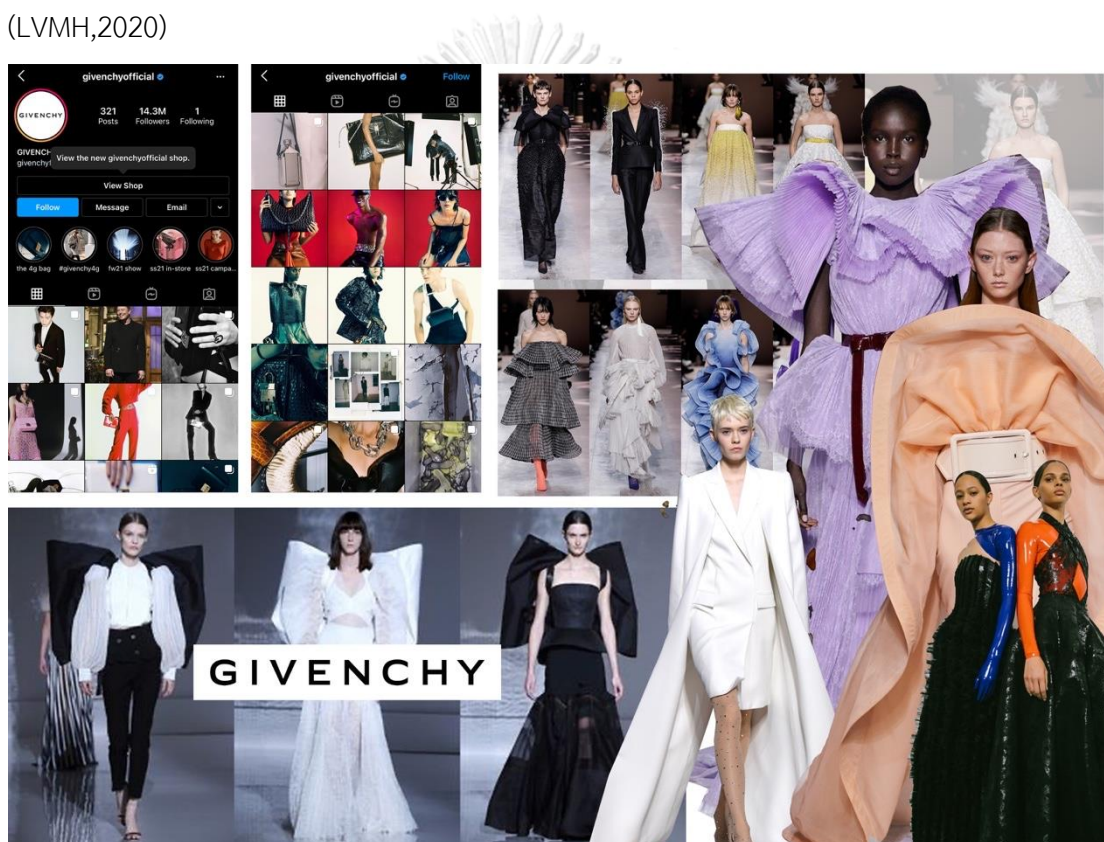 (LVMH,2020)
givenchyofficial
GIVENCHY
321
14.3M
1
Posts
Followers
Following
GIVENCH
givenchyf
View the new givenchyofficial shop.
View Shop
Follow
Message
Email
the 4g bag
#givenchy4g
fw21 show
ss21 in-store
ss21 campa...
givenchyofficial
Follow
GIVENCHY